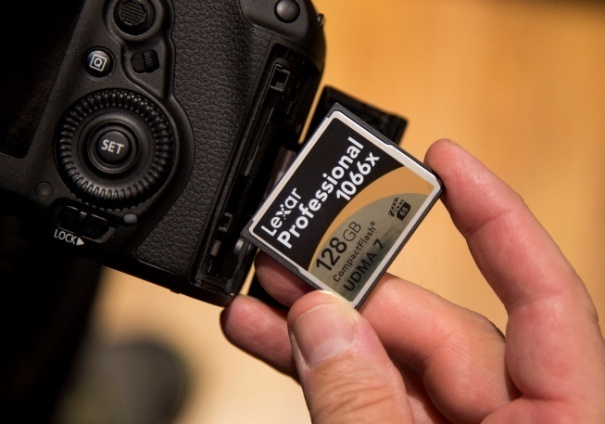 SET
LOCK▶
Lexar
Professional
1066x
128GB
CompactFlash®
UDMA 7